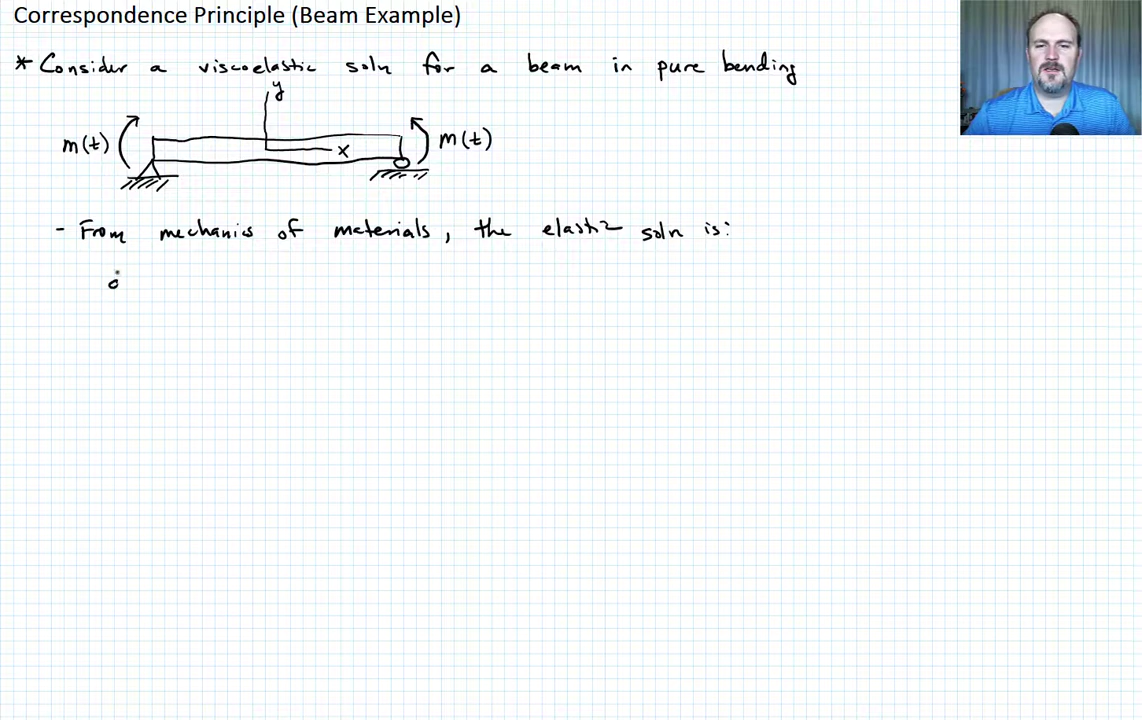 Correspondence Principle (Beam Example)
* Consider a viscoelastic soln for a beam in pure bending
y
m(t) x m(t)
- From mechanics of materials, the elastic soln is:
σ